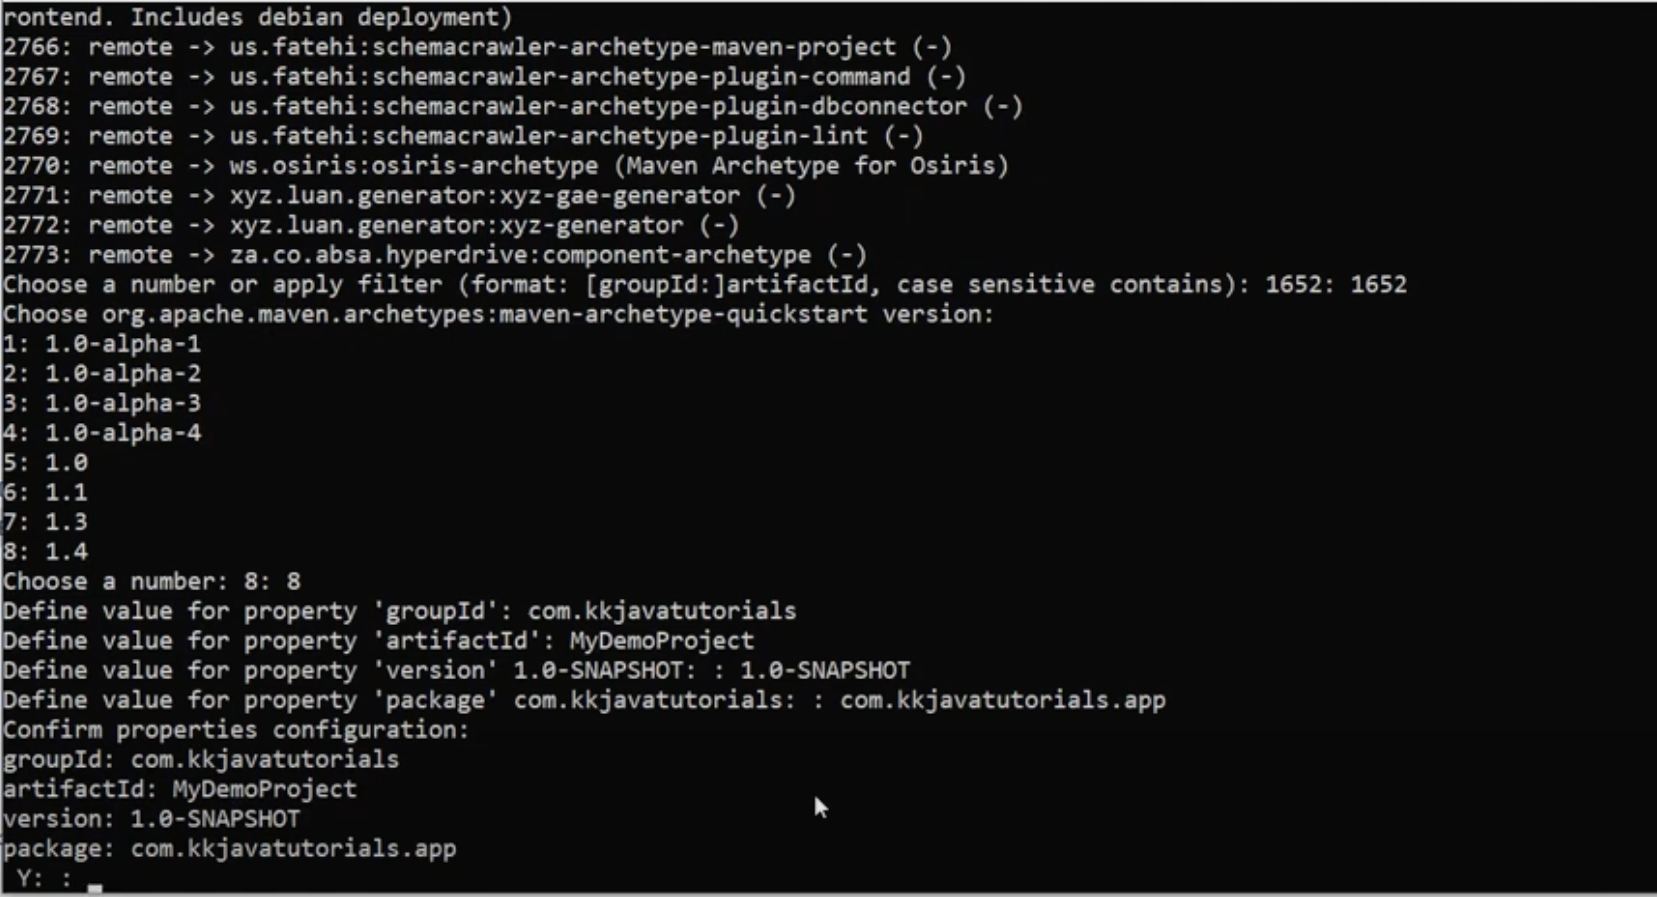 rontend. Includes debian deployment)
2766: remote -> us.fatehi:schemacrawler-archetype-maven-project (-)
2767: remote -> us.fatehi:schemacrawler-archetype-plugin-command (-)
2768: remote -> us.fatehi:schemacrawler-archetype-plugin-dbconnector (-)
2769: remote -> us.fatehi:schemacrawler-archetype-plugin-lint (-)
2770: remote -> ws.osiris:osiris-archetype (Maven Archetype for Osiris)
2771: remote -> xyz.luan.generator:xyz-gae-generator (-)
2772: remote -> xyz.luan.generator:xyz-generator (-)
2773: remote -> za.co.absa.hyperdrive:component-archetype (-)
Choose a number or apply filter (format: [groupId:]artifactId, case sensitive contains): 1652: 1652
Choose org.apache.maven.archetypes:maven-archetype-quickstart version:
1: 1.0-alpha-1
2: 1.0-alpha-2
3: 1.0-alpha-3
4: 1.0-alpha-4
5: 1.0
6: 1.1
7: 1.3
8: 1.4
Choose a number: 8: 8
Define value for property 'groupId': com.kkjavatutorials
Define value for property 'artifactId': MyDemoProject
Define value for property 'version' 1.0-SNAPSHOT: : 1.0-SNAPSHOT
Define value for property 'package' com.kkjavatutorials: : com.kkjavatutorials.app
Confirm properties configuration:
groupId: com.kkjavatutorials
artifactId: MyDemoProject
version: 1.0-SNAPSHOT
package: com.kkjavatutorials.app
 Y: : _